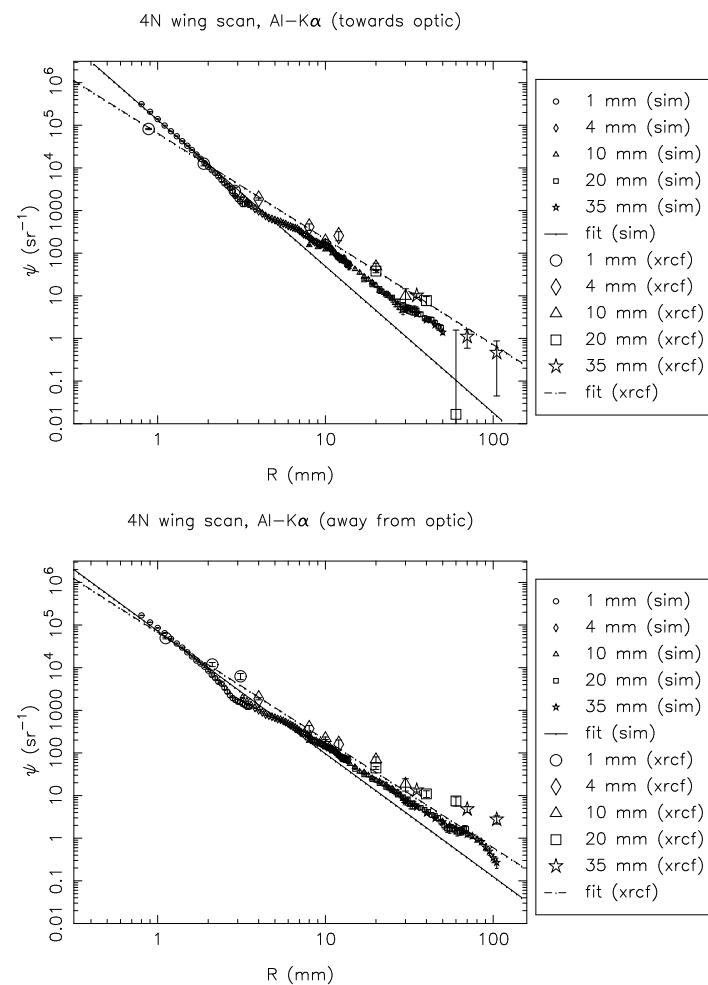 4N wing scan, Al−Kα (towards optic)
10⁶
10⁵
10⁴
1000
100
10
1
0.1
0.01
ψ (sr⁻¹)
1
10
100
R (mm)
1 mm (sim)
4 mm (sim)
10 mm (sim)
20 mm (sim)
35 mm (sim)
fit (sim)
1 mm (xrcf)
4 mm (xrcf)
10 mm (xrcf)
20 mm (xrcf)
35 mm (xrcf)
fit (xrcf)
4N wing scan, Al−Kα (away from optic)
10⁶
10⁵
10⁴
1000
100
10
1
0.1
0.01
ψ (sr⁻¹)
1
10
100
R (mm)
1 mm (sim)
4 mm (sim)
10 mm (sim)
20 mm (sim)
35 mm (sim)
fit (sim)
1 mm (xrcf)
4 mm (xrcf)
10 mm (xrcf)
20 mm (xrcf)
35 mm (xrcf)
fit (xrcf)